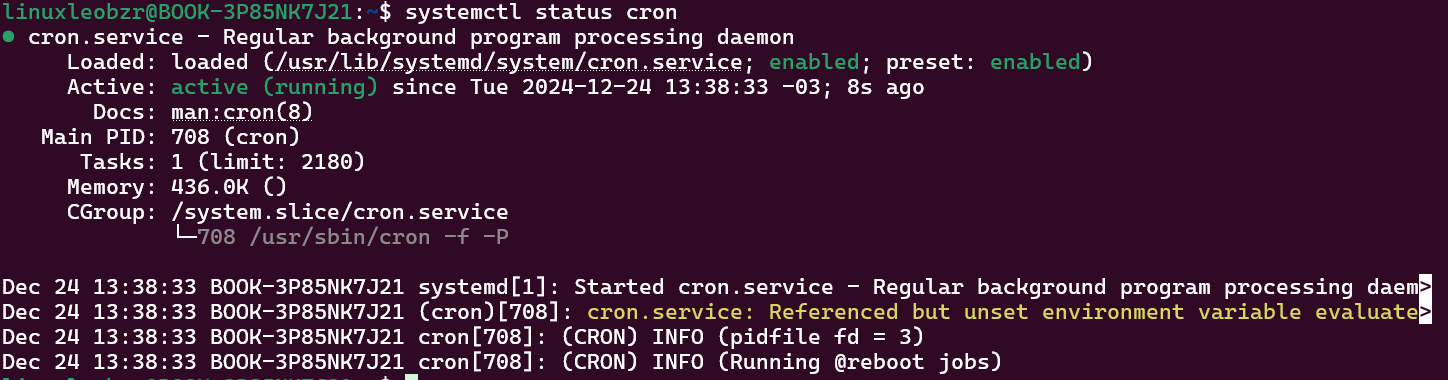 linuxleobzr@BOOK-3P85NK7J21:~$ systemctl status cron
● cron.service - Regular background program processing daemon
     Loaded: loaded (/usr/lib/systemd/system/cron.service; enabled; preset: enabled)
     Active: active (running) since Tue 2024-12-24 13:38:33 -03; 8s ago
       Docs: man:cron(8)
   Main PID: 708 (cron)
      Tasks: 1 (limit: 2180)
     Memory: 436.0K ()
     CGroup: /system.slice/cron.service
             └─708 /usr/sbin/cron -f -P
Dec 24 13:38:33 BOOK-3P85NK7J21 systemd[1]: Started cron.service - Regular background program processing daem>
Dec 24 13:38:33 BOOK-3P85NK7J21 (cron)[708]: cron.service: Referenced but unset environment variable evaluate>
Dec 24 13:38:33 BOOK-3P85NK7J21 cron[708]: (CRON) INFO (pidfile fd = 3)
Dec 24 13:38:33 BOOK-3P85NK7J21 cron[708]: (CRON) INFO (Running @reboot jobs)